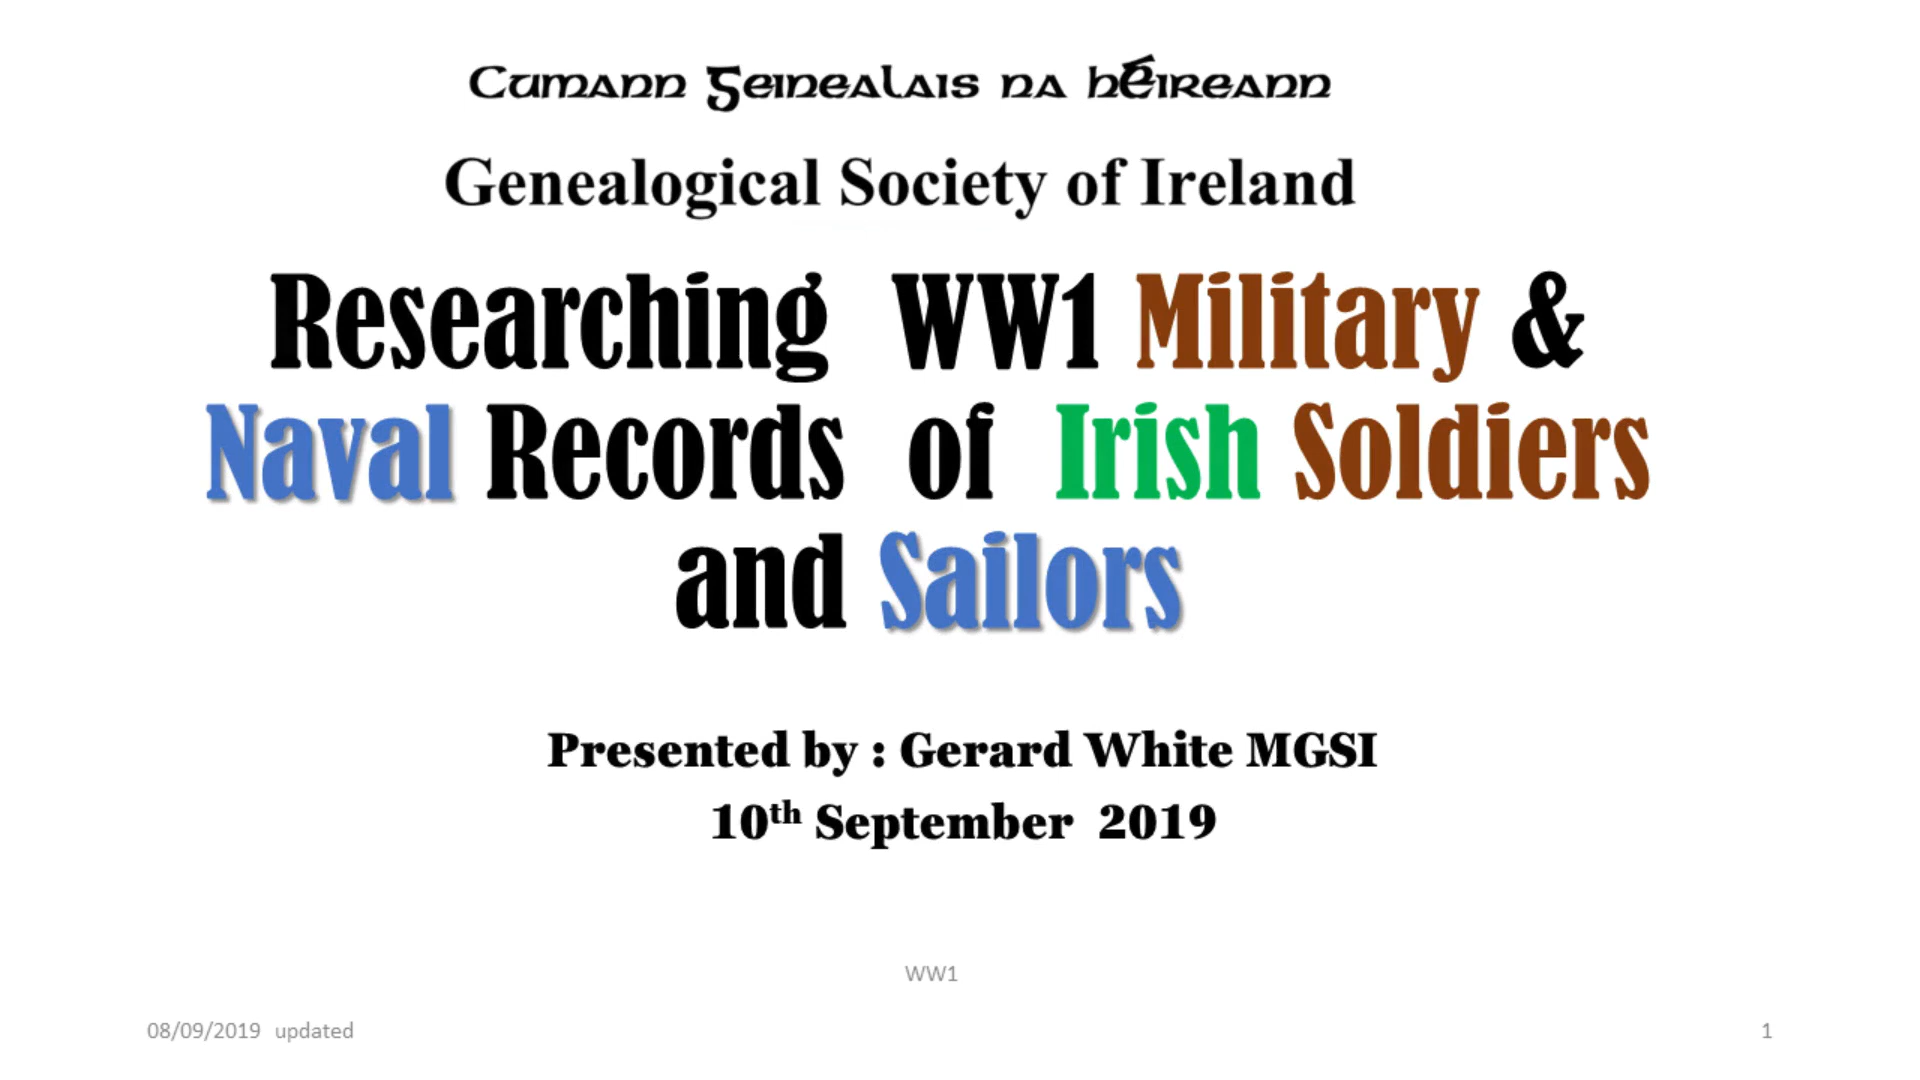 Cumann Geinealais na hÉireann
Genealogical Society of Ireland
Researching WW1 Military &
Naval Records of Irish Soldiers
and Sailors
Presented by : Gerard White MGSI
10th September 2019
WW1
08/09/2019 updated
1